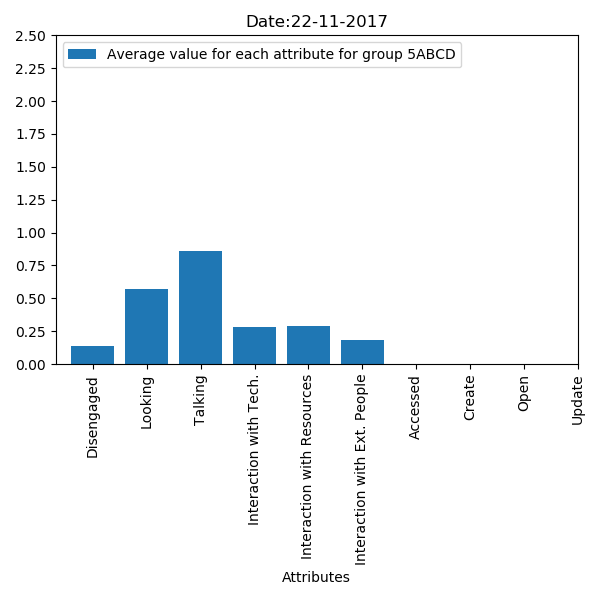 Date:22-11-2017
Average value for each attribute for group 5ABCD
2.50
2.25
2.00
1.75
1.50
1.25
1.00
0.75
0.50
0.25
0.00
Disengaged
Looking
Talking
Interaction with Tech.
Interaction with Resources
Interaction with Ext. People
Accessed
Create
Open
Update
Attributes